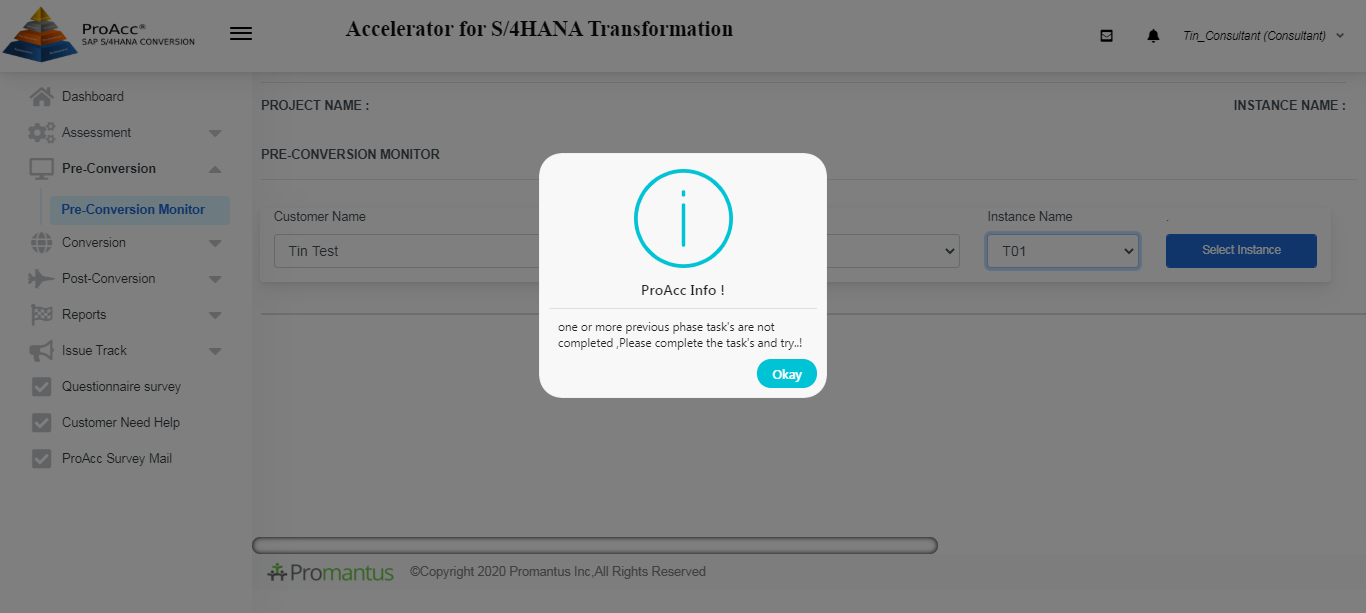 ProAcc®
SAP S/4HANA CONVERSION
Accelerator for S/4HANA Transformation
Tin_Consultant (Consultant)
Dashboard
Assessment
Pre-Conversion
Pre-Conversion Monitor
Conversion
Post-Conversion
Reports
Issue Track
Questionnaire survey
Customer Need Help
ProAcc Survey Mail
PROJECT NAME :
INSTANCE NAME :
PRE-CONVERSION MONITOR
Customer Name
Instance Name
.
Tin Test
T01
Select Instance
ProAcc Info !
one or more previous phase task's are not
completed ,Please complete the task's and try..!
Okay
Promantus
©Copyright 2020 Promantus Inc,All Rights Reserved